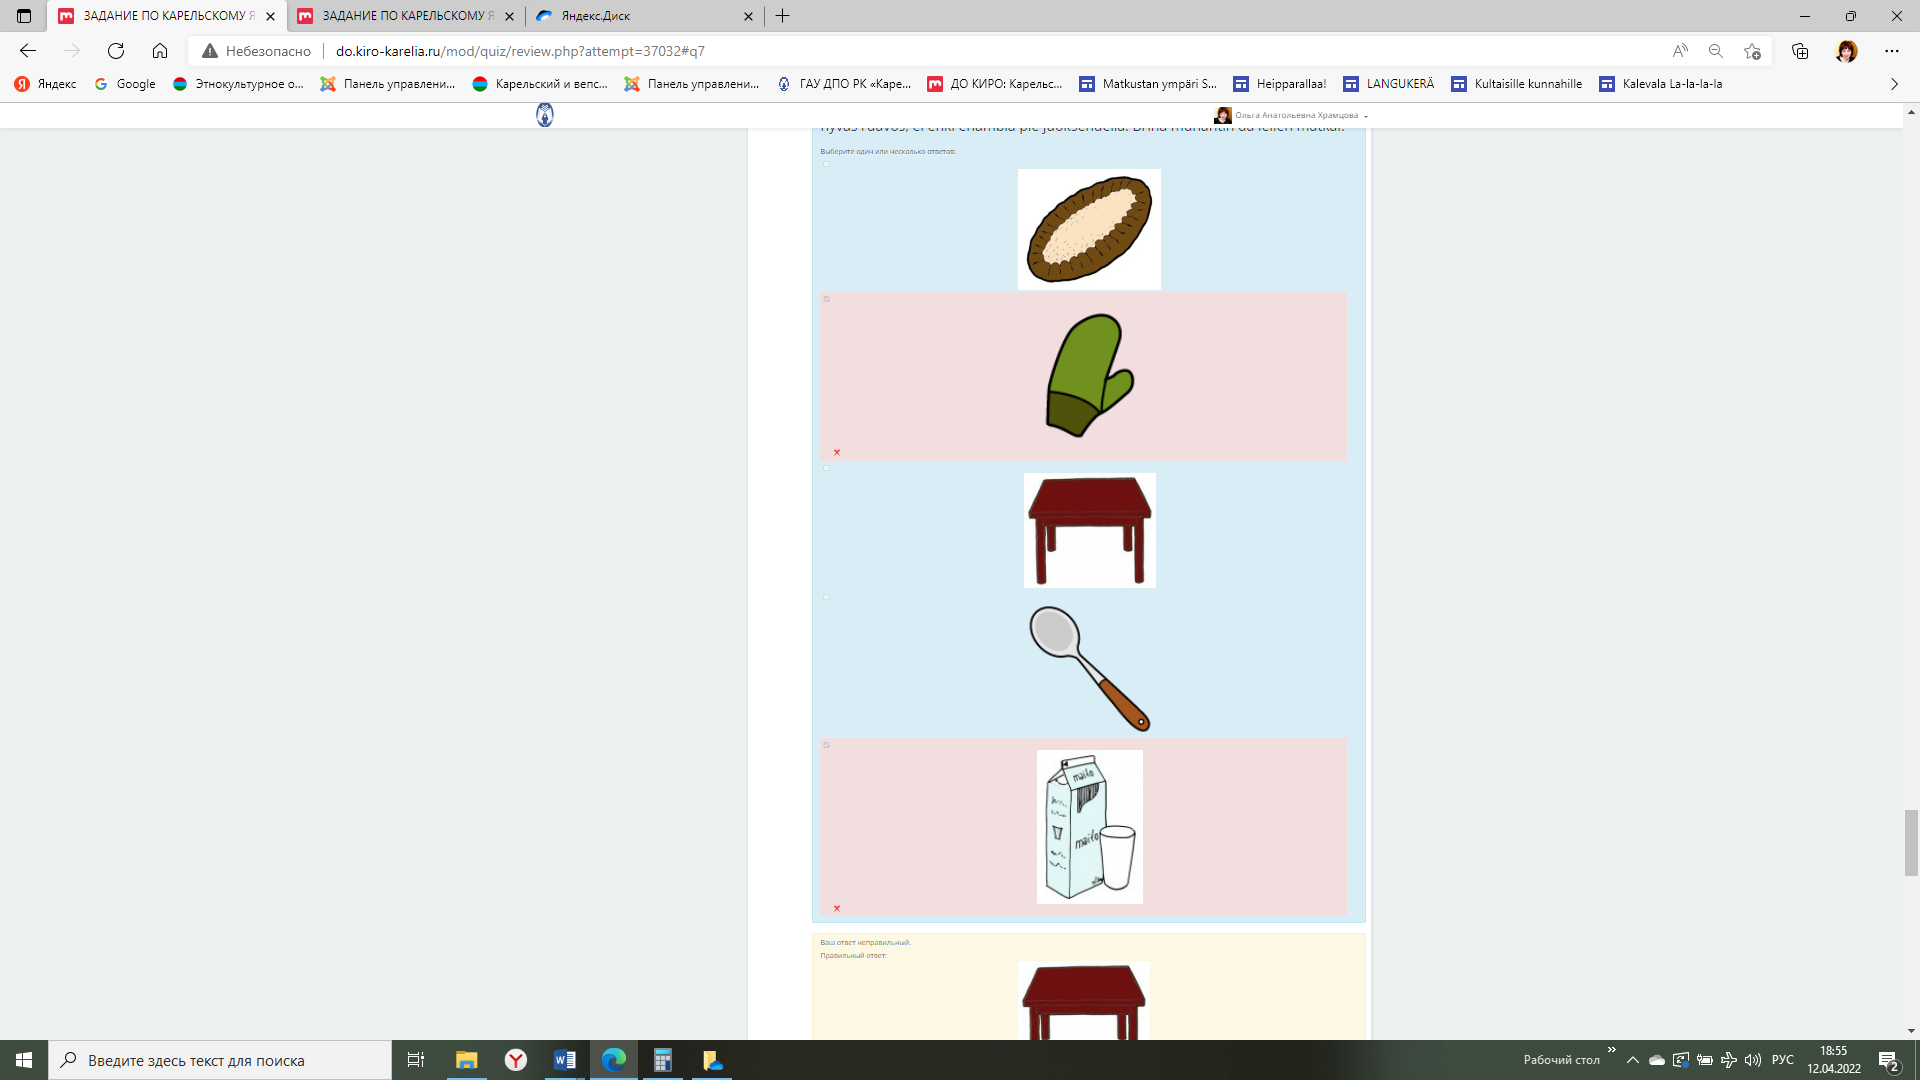 ЗАДАНИЕ ПО КАРЕЛЬСКОМУ Я
ЗАДАНИЕ ПО КАРЕЛЬСКОМУ Я
Яндекс.Диск
Небезопасно
do.kiro-karelia.ru/mod/quiz/review.php?attempt=37032#q7
Яндекс
Google
Этнокультурное о...
Панель управлени...
Карельский и вепс...
Панель управлени...
ГАУ ДПО РК «Каре...
ДО КИРО: Карельс...
Matkustan ympäri S...
Heipparallaa!
LANGUKERÄ
Kultaisille kunnahille
Kalevala La-la-la-la
Ольга Анатольевна Храмцова
Выберите один или несколько ответов:
maito
maito
Ваш ответ неправильный.
Правильный ответ:
Введите здесь текст для поиска
Рабочий стол
РУС
18:55
12.04.2022
2